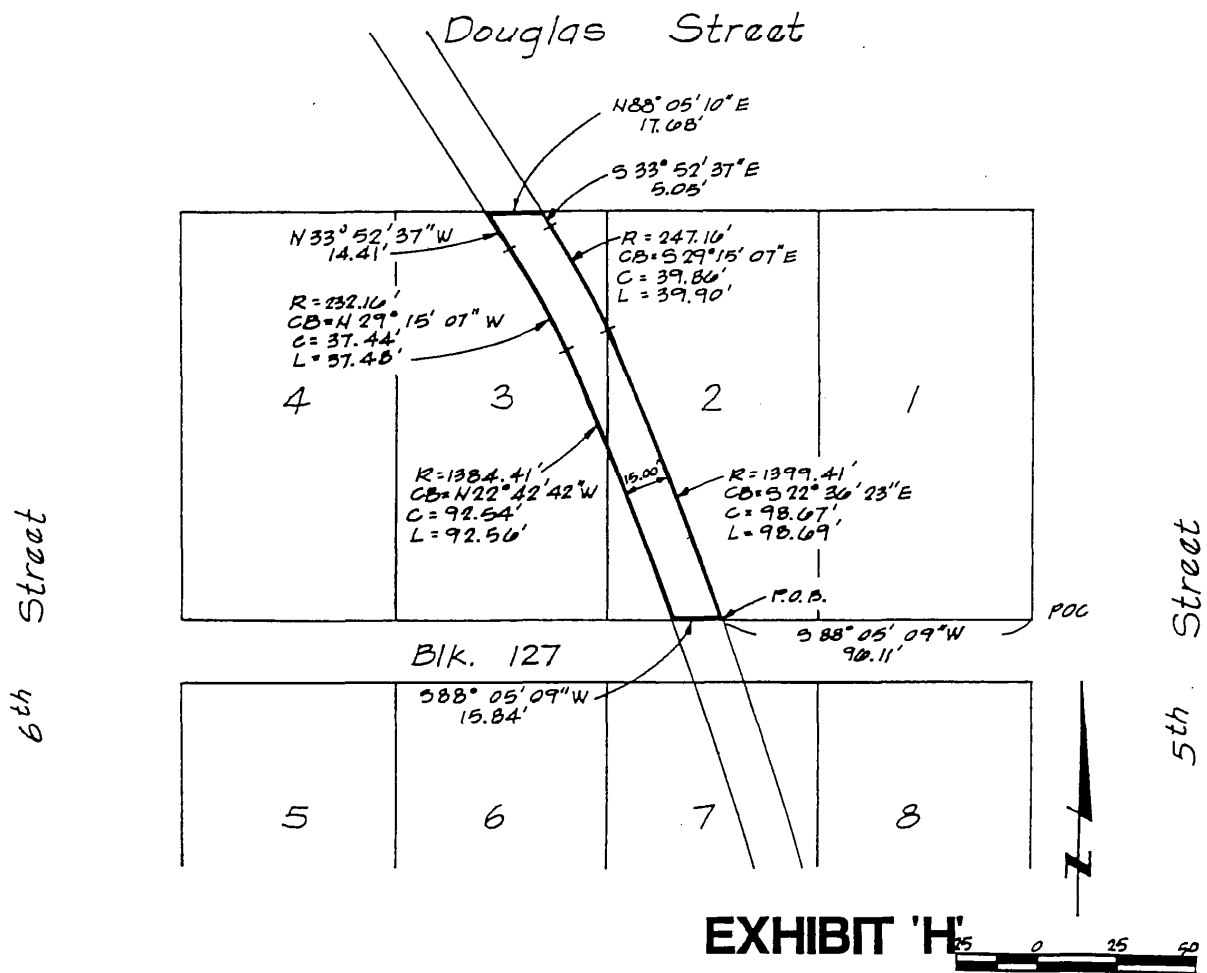 Douglas Street
N88° 05' 10" E
17.68'
S 33° 52' 37" E
5.05'
N 33° 52' 37" W
14.41'
R = 247.16'
CB = S 29° 15' 07" E
C = 39.86'
L = 39.90'
R = 232.16'
CB = N 29° 15' 07" W
C = 37.44'
L = 37.48'
4
3
2
1
R = 1384.41'
CB = N 22° 42' 42" W
C = 92.54'
L = 92.56'
15.00'
R = 1399.41'
CB = S 22° 36' 23" E
C = 98.67'
L = 98.69'
6th Street
5th Street
P.O.B.
POC
S 88° 05' 09" W
96.11'
Blk. 127
S88° 05' 09" W
15.84'
5
6
7
8
N
EXHIBIT 'H'
25 0 25 50